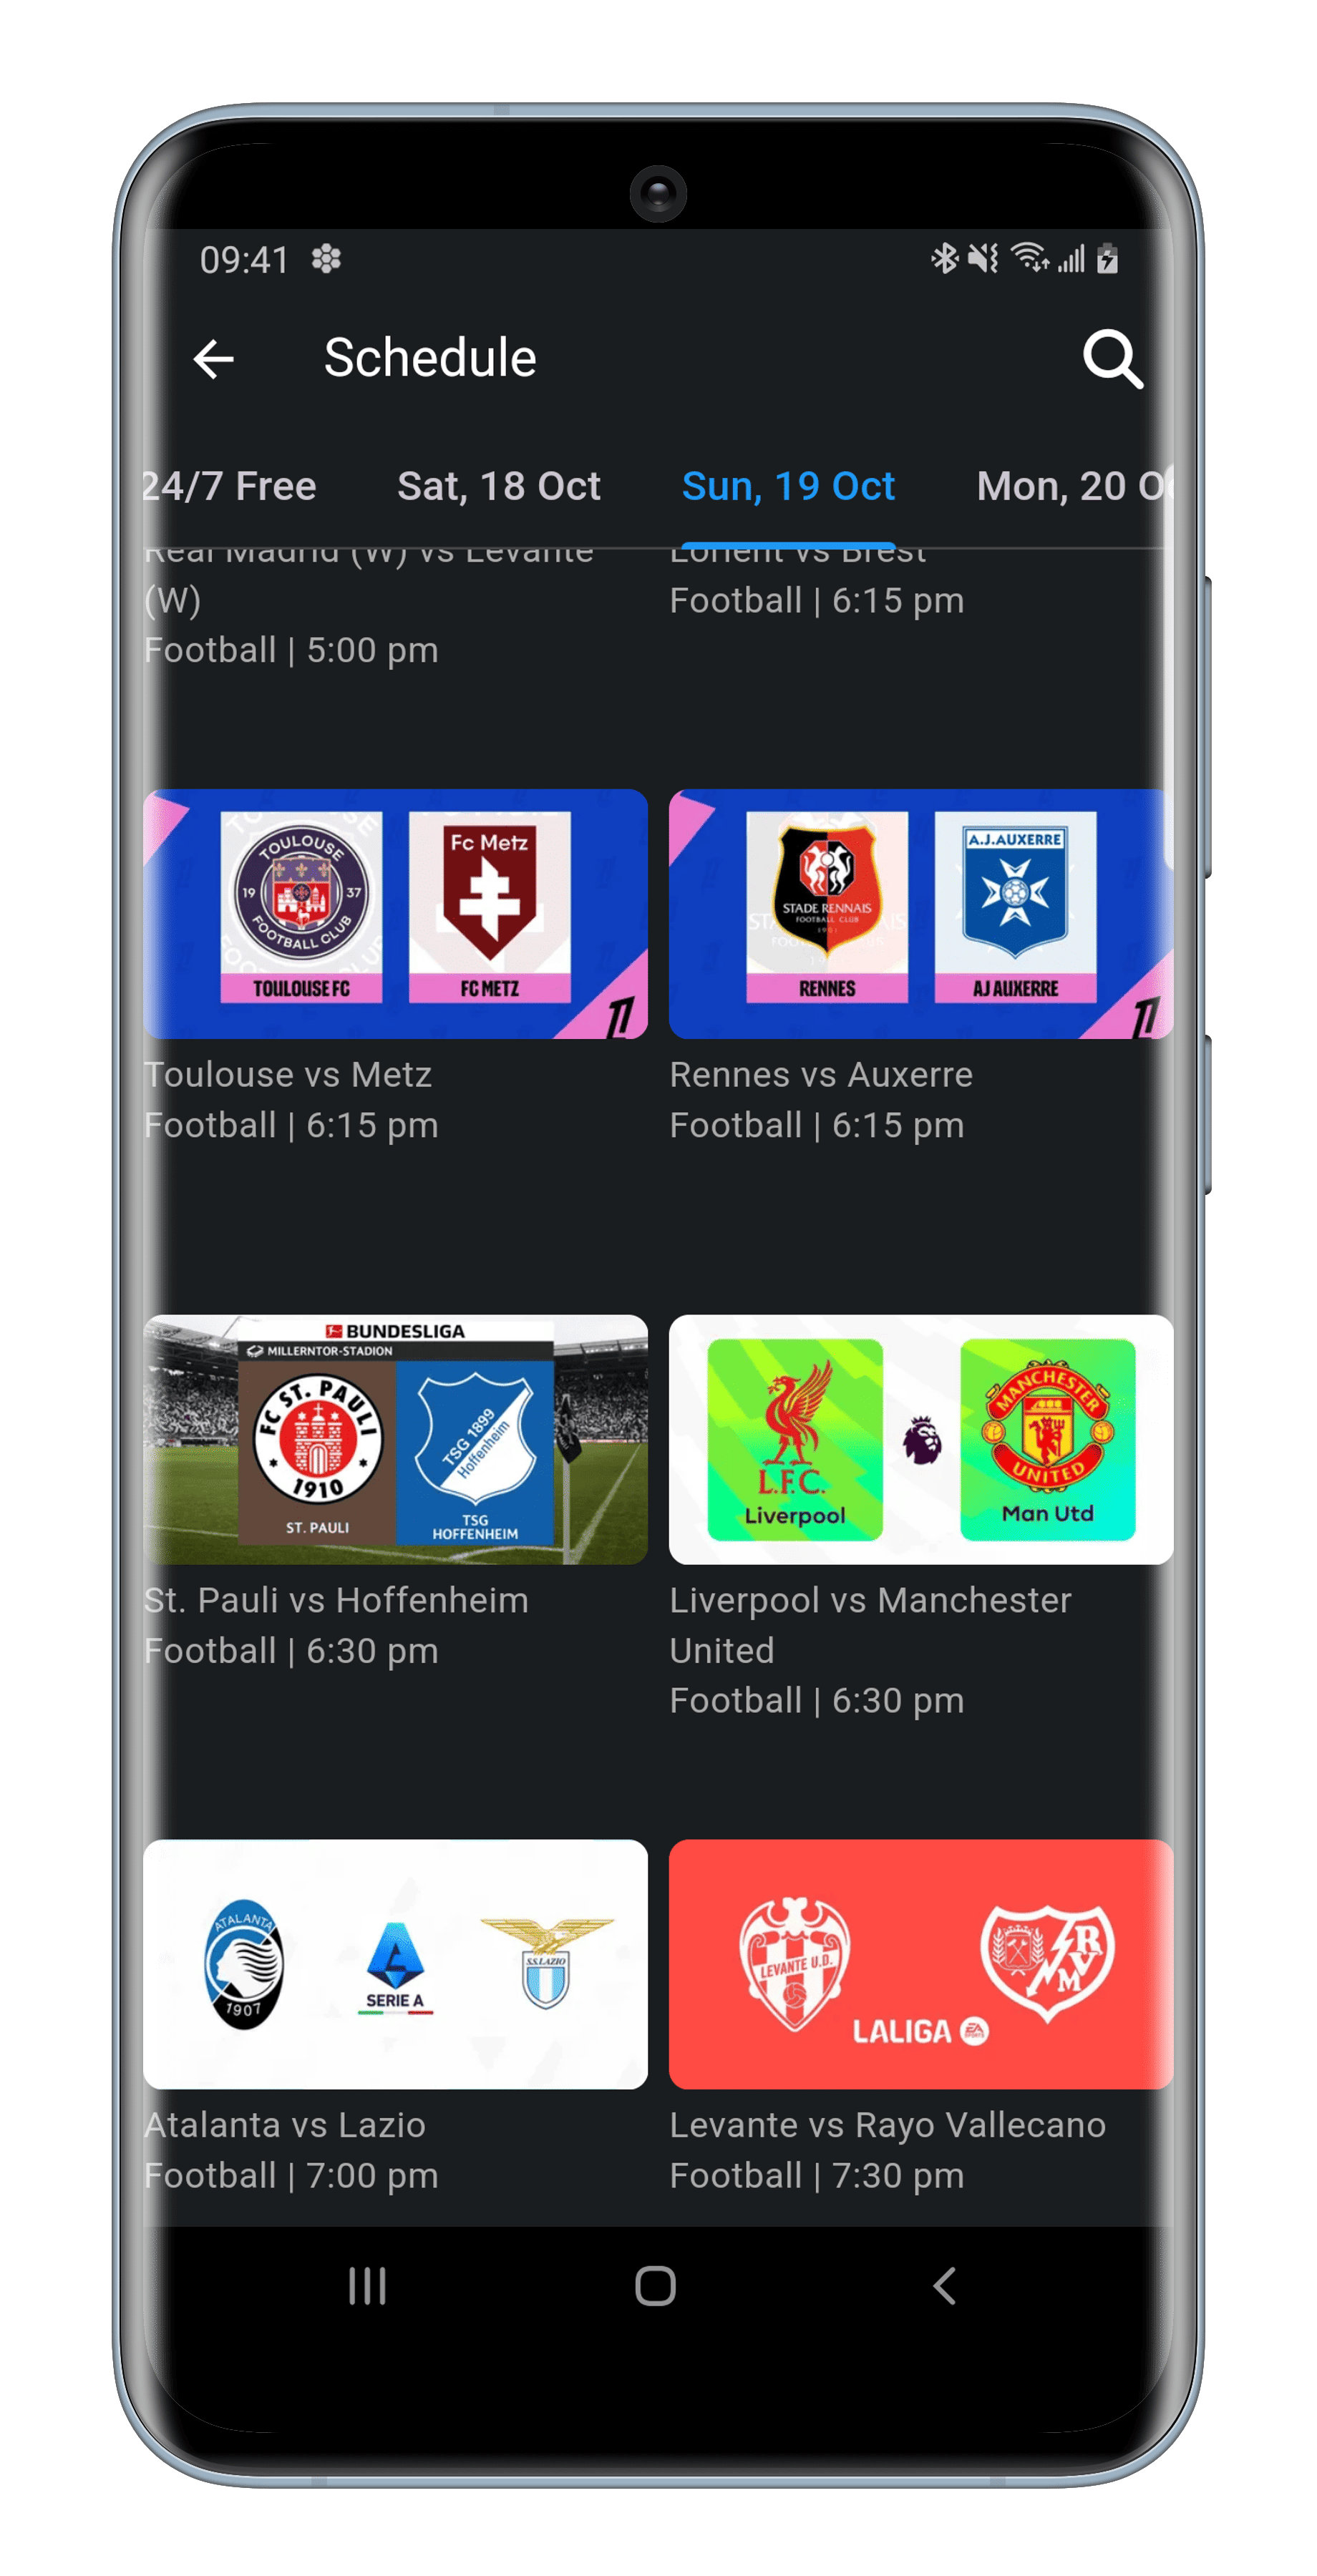 09:41
Schedule
24/7 Free
Sat, 18 Oct
Sun, 19 Oct
Mon, 20 O
Real Madrid (W) vs Levante
(W)
Football | 5:00 pm
Lorient vs Brest
Football | 6:15 pm
TOULOUSE
19 37
FOOTBALL CLUB
TOULOUSE FC
Fc Metz
FC METZ
Toulouse vs Metz
Football | 6:15 pm
STADE RENNAIS
FOOTBALL CLUB
1901
RENNES
A.J.AUXERRE
AJ AUXERRE
Rennes vs Auxerre
Football | 6:15 pm
BUNDESLIGA
MILLERNTOR-STADION
FC ST. PAULI
1910
ST. PAULI
TSG 1899
Hoffenheim
TSG
HOFFENHEIM
St. Pauli vs Hoffenheim
Football | 6:30 pm
L.F.C.
Liverpool
MANCHESTER
UNITED
Man Utd
Liverpool vs Manchester
United
Football | 6:30 pm
ATALANTA
1907
SERIE A
S.S.LAZIO
Atalanta vs Lazio
Football | 7:00 pm
LEVANTE U.D.
RVM
LALIGA
EA
SPORTS
Levante vs Rayo Vallecano
Football | 7:30 pm